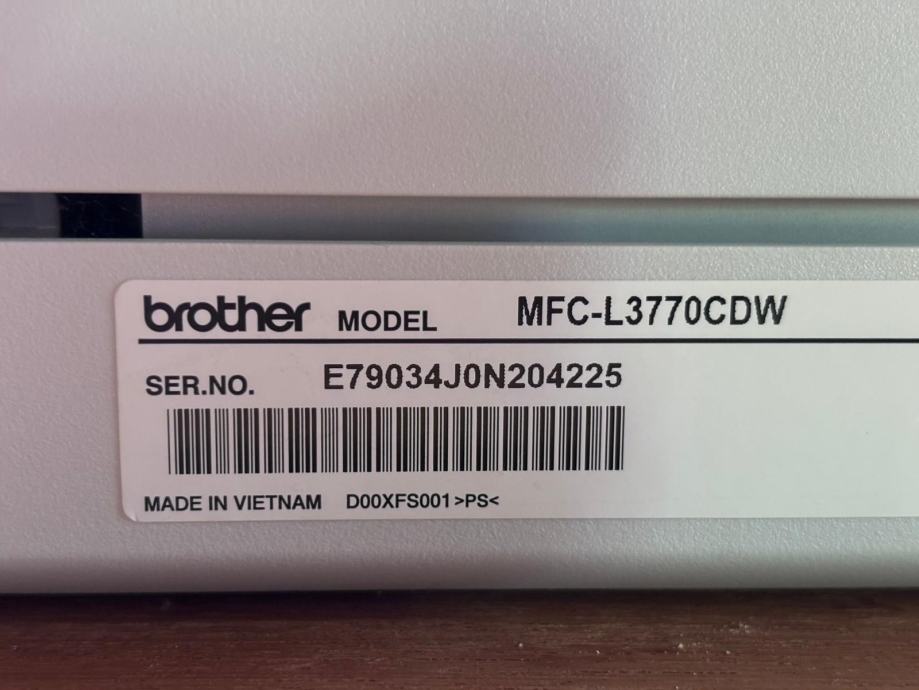 brother MODEL MFC-L3770CDW
SER.NO. E79034J0N204225
MADE IN VIETNAM D00XFS001 >PS<